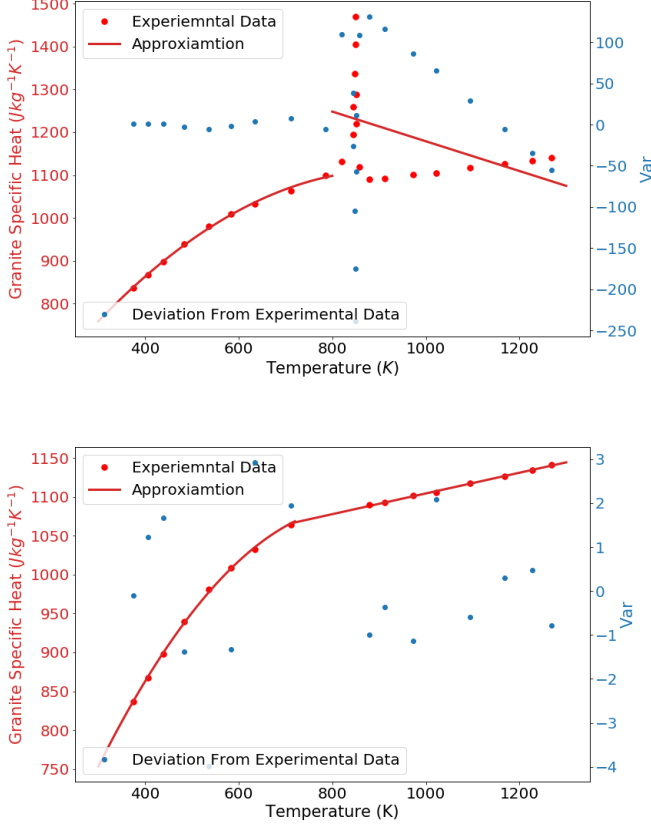 1500
1400
1300
1200
1100
1000
900
800
Granite Specific Heat (Jkg⁻¹K⁻¹)
Experiemntal Data
Approxiamtion
Deviation From Experimental Data
100
50
0
−50
−100
−150
−200
−250
Var
400 600 800 1000 1200
Temperature (K)
1150
1100
1050
1000
950
900
850
800
750
Granite Specific Heat (Jkg⁻¹K⁻¹)
Experiemntal Data
Approxiamtion
Deviation From Experimental Data
3
2
1
0
−1
−2
−3
−4
Var
400 600 800 1000 1200
Temperature (K)